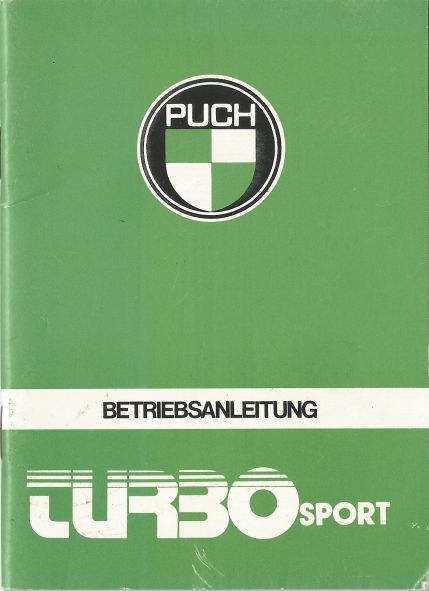 PUCH
BETRIEBSANLEITUNG
TURBO SPORT